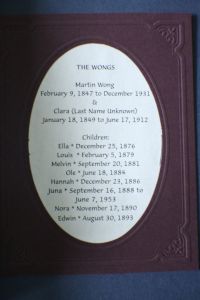 THE WONGS
Martin Wong
February 9, 1847 to December 1931
&
Clara (Last Name Unknown)
January 18, 1849 to June 17, 1912
Children:
Ella * December 25, 1876
Louis * February 5, 1879
Melvin * September 20, 1881
Ole * June 18, 1884
Hannah * December 23, 1886
Juna * September 16, 1888 to
June 7, 1953
Nora * November 17, 1890
Edwin * August 30, 1893